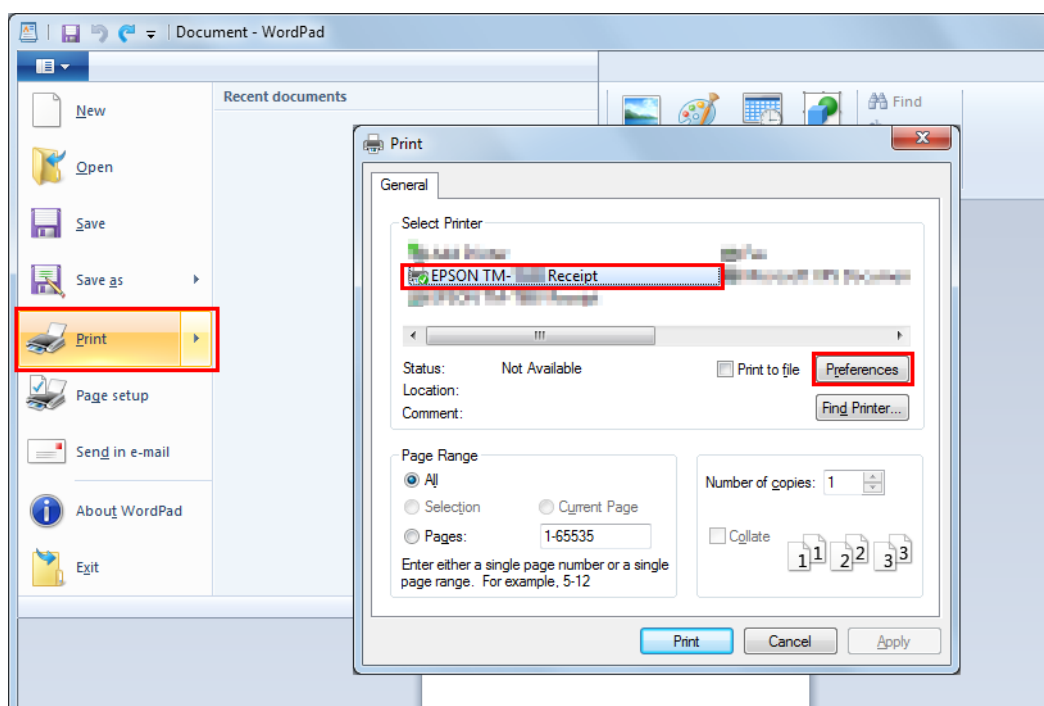 Document - WordPad
New
Open
Save
Save as
Print
Page setup
Send in e-mail
About WordPad
Exit
Recent documents
Find
Print
General
Select Printer
EPSON TM- Receipt
Status: Not Available
Print to file
Preferences
Location:
Comment:
Find Printer...
Page Range
All
Selection
Current Page
Pages: 1-65535
Enter either a single page number or a single
page range. For example, 5-12
Number of copies: 1
Collate
1 1 2 2 3 3
Print
Cancel
Apply